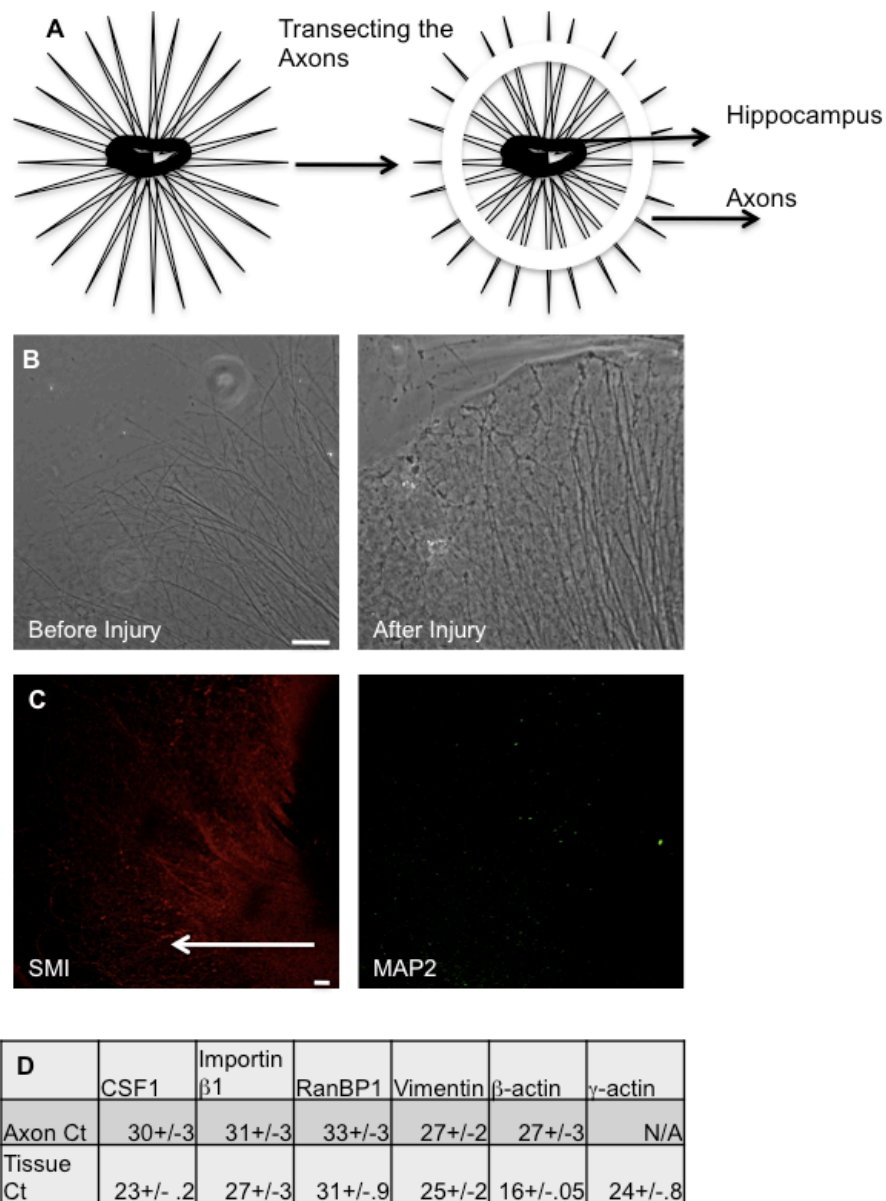 A
Transecting the
Axons
Hippocampus
Axons
B
Before Injury
After Injury
C
SMI
MAP2
D
CSF1
Importin
β1
RanBP1
Vimentin
β-actin
γ-actin
Axon Ct 30+/-3 31+/-3 33+/-3 27+/-2 27+/-3 N/A
Tissue
Ct 23+/- .2 27+/-3 31+/-.9 25+/-2 16+/-.05 24+/-.8